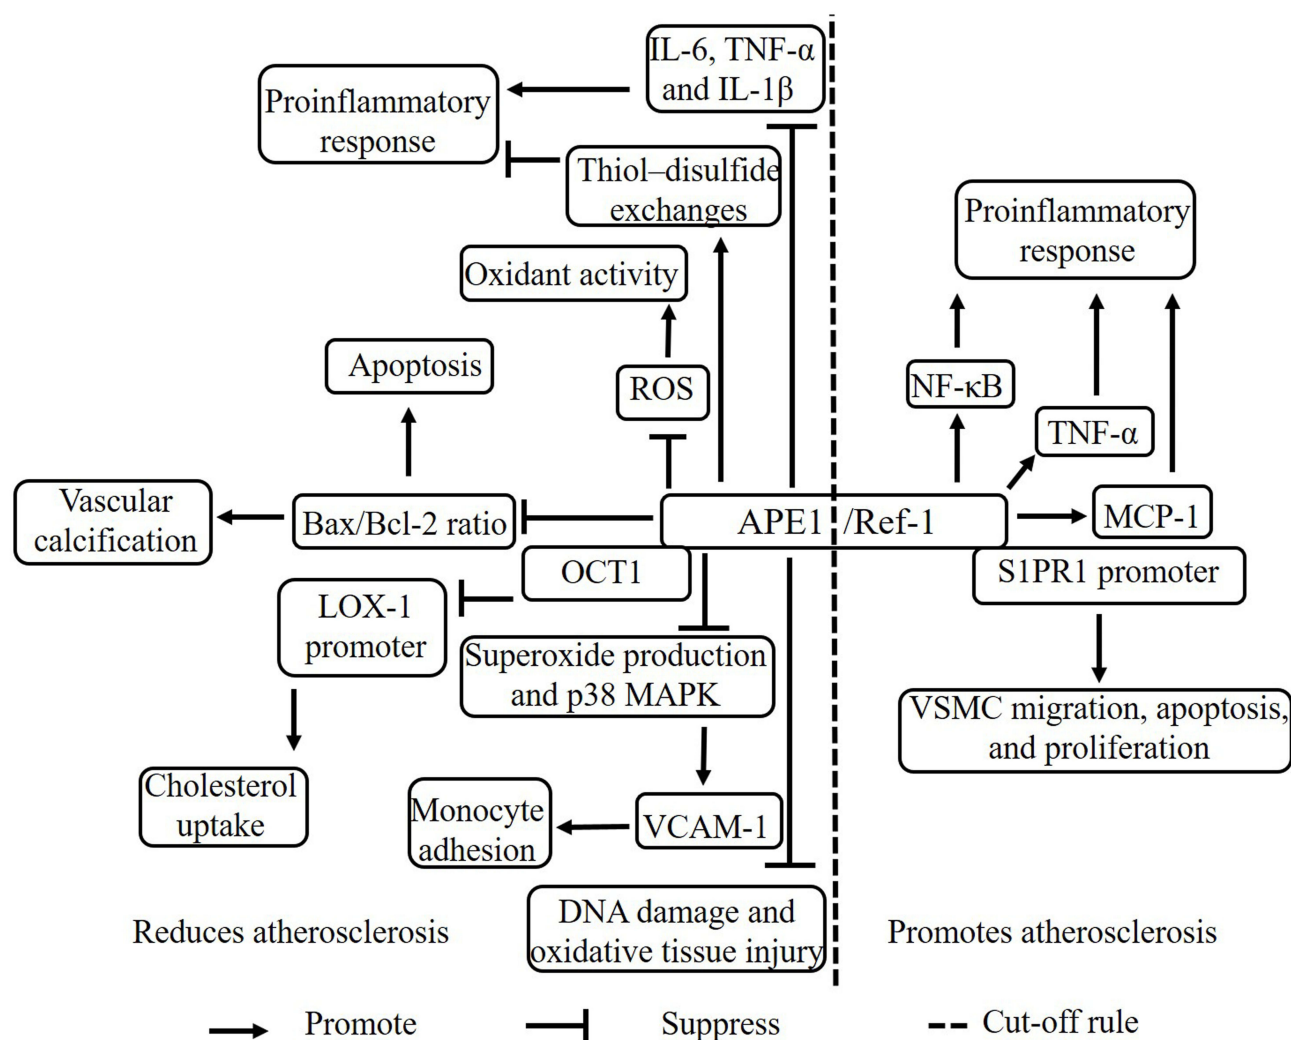 IL-6, TNF-α
and IL-1β
Proinflammatory
response
Thiol–disulfide
exchanges
Proinflammatory
response
Oxidant activity
Apoptosis
ROS
NF-κB
TNF-α
Vascular
calcification
Bax/Bcl-2 ratio
APE1 /Ref-1
MCP-1
OCT1
S1PR1 promoter
LOX-1
promoter
Superoxide production
and p38 MAPK
VSMC migration, apoptosis,
and proliferation
Cholesterol
uptake
Monocyte
adhesion
VCAM-1
DNA damage and
oxidative tissue injury
Reduces atherosclerosis
Promotes atherosclerosis
Promote
Suppress
Cut-off rule